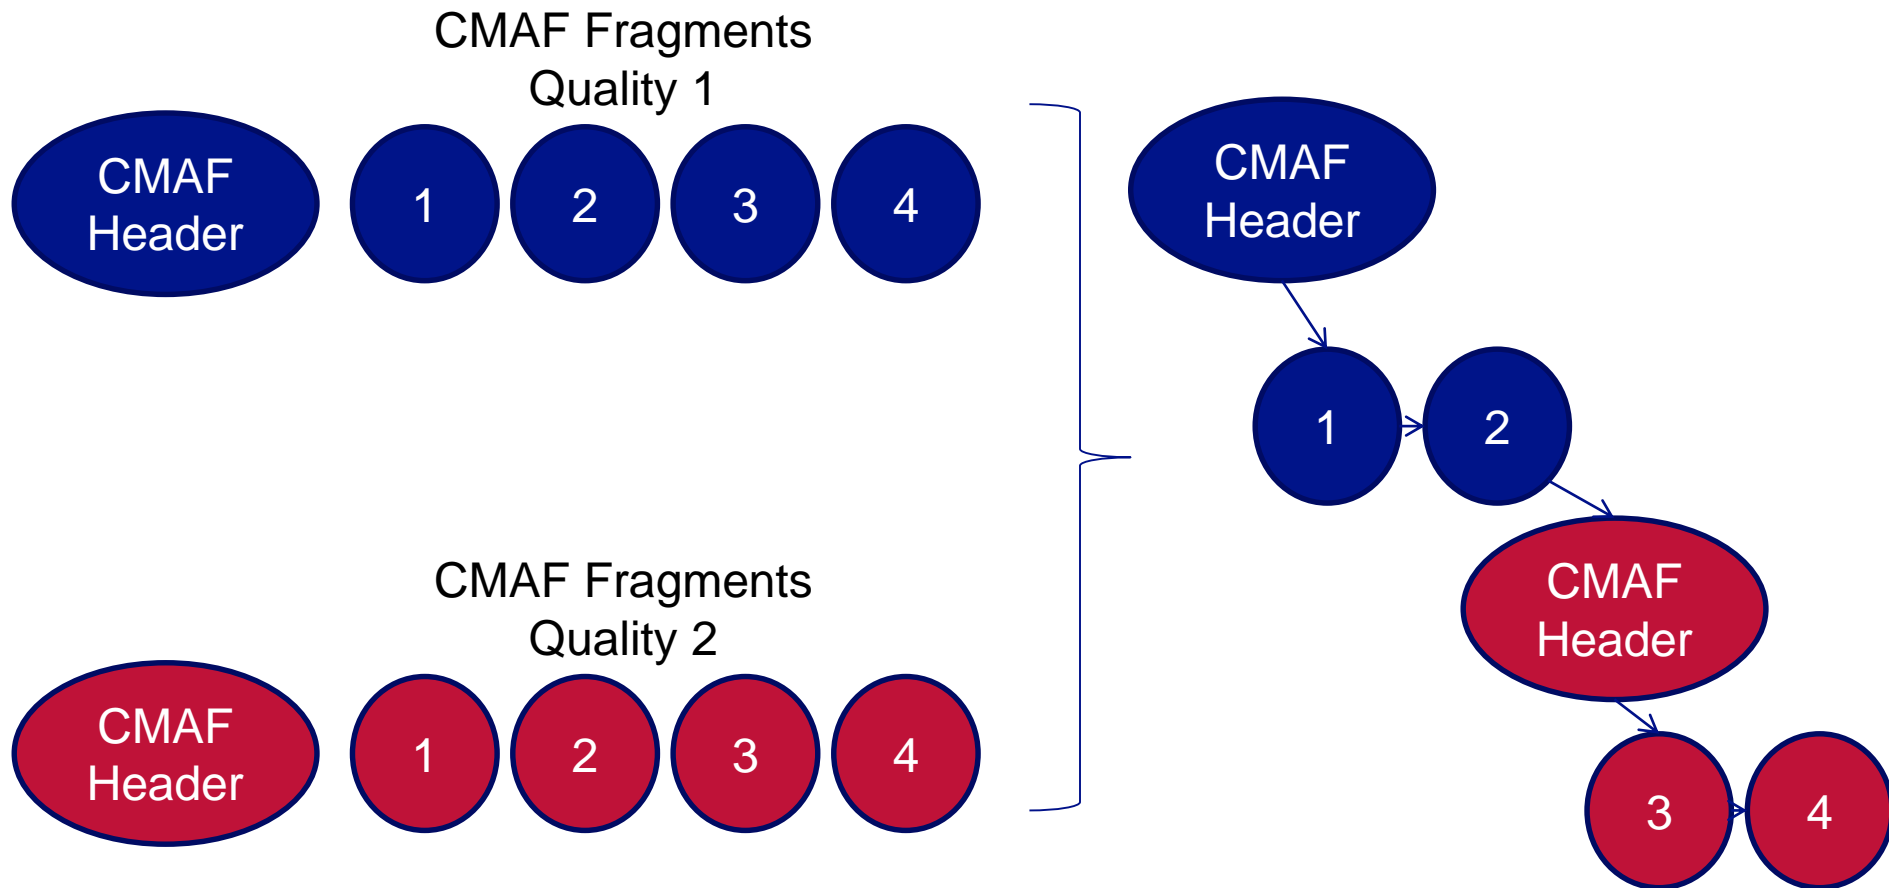 CMAF Fragments
Quality 1
CMAF
Header
1
2
3
4
CMAF Fragments
Quality 2
CMAF
Header
1
2
3
4
CMAF
Header
1
2
CMAF
Header
3
4